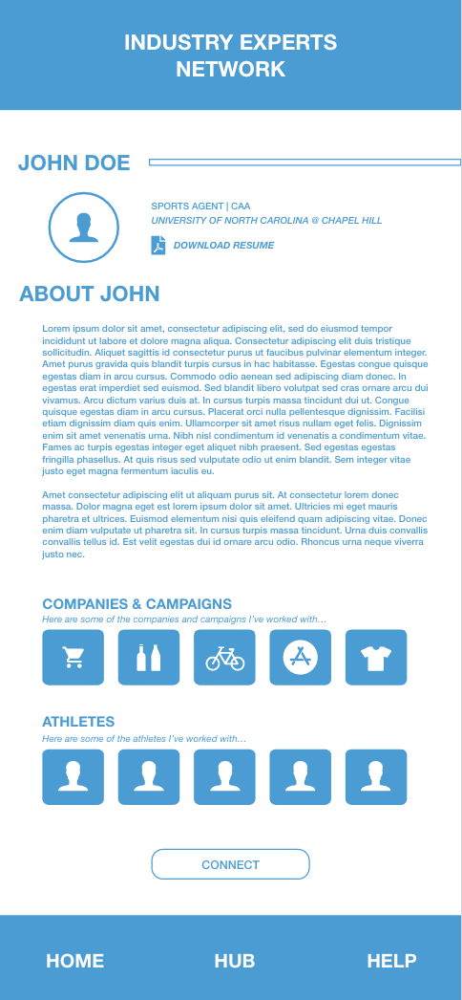 INDUSTRY EXPERTS
NETWORK
JOHN DOE
SPORTS AGENT | CAA
UNIVERSITY OF NORTH CAROLINA @ CHAPEL HILL
DOWNLOAD RESUME
ABOUT JOHN
Lorem ipsum dolor sit amet, consectetur adipiscing elit, sed do eiusmod tempor
incididunt ut labore et dolore magna aliqua. Consectetur adipiscing elit duis tristique
sollicitudin. Aliquet sagittis id consectetur purus ut faucibus pulvinar elementum integer.
Amet purus gravida quis blandit turpis cursus in hac habitasse. Egestas congue quisque
egestas diam in arcu cursus. Commodo odio aenean sed adipiscing diam donec. In
egestas erat imperdiet sed euismod. Sed blandit libero volutpat sed cras ornare arcu dui
vivamus. Arcu dictum varius duis at. In cursus turpis massa tincidunt dui ut. Congue
quisque egestas diam in arcu cursus. Placerat orci nulla pellentesque dignissim. Facilisi
etiam dignissim diam quis enim. Ullamcorper sit amet risus nullam eget felis. Dignissim
enim sit amet venenatis urna. Nibh nisl condimentum id venenatis a condimentum vitae.
Fames ac turpis egestas integer eget aliquet nibh praesent. Sed egestas egestas
fringilla phasellus. At quis risus sed vulputate odio ut enim blandit. Sem integer vitae
justo eget magna fermentum iaculis eu.
Amet consectetur adipiscing elit ut aliquam purus sit. At consectetur lorem donec
massa. Dolor magna eget est lorem ipsum dolor sit amet. Ultricies mi eget mauris
pharetra et ultrices. Euismod elementum nisi quis eleifend quam adipiscing vitae. Donec
enim diam vulputate ut pharetra sit. In cursus turpis massa tincidunt. Urna duis convallis
convallis tellus id. Est velit egestas dui id ornare arcu odio. Rhoncus urna neque viverra
justo nec.
COMPANIES & CAMPAIGNS
Here are some of the companies and campaigns I've worked with…
ATHLETES
Here are some of the athletes I've worked with…
CONNECT
HOME HUB HELP